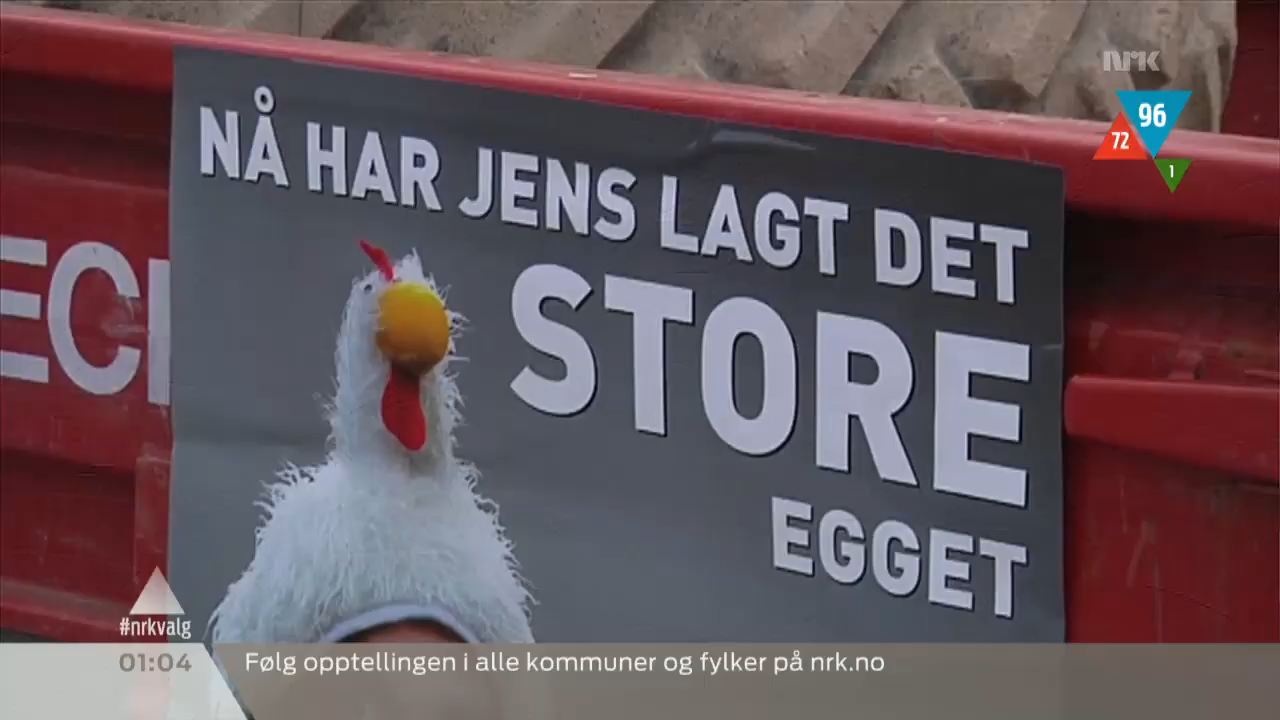 nrk
96
72
1
NÅ HAR JENS LAGT DET
STORE
EGGET
#nrkvalg
01:04
Følg opptellingen i alle kommuner og fylker på nrk.no